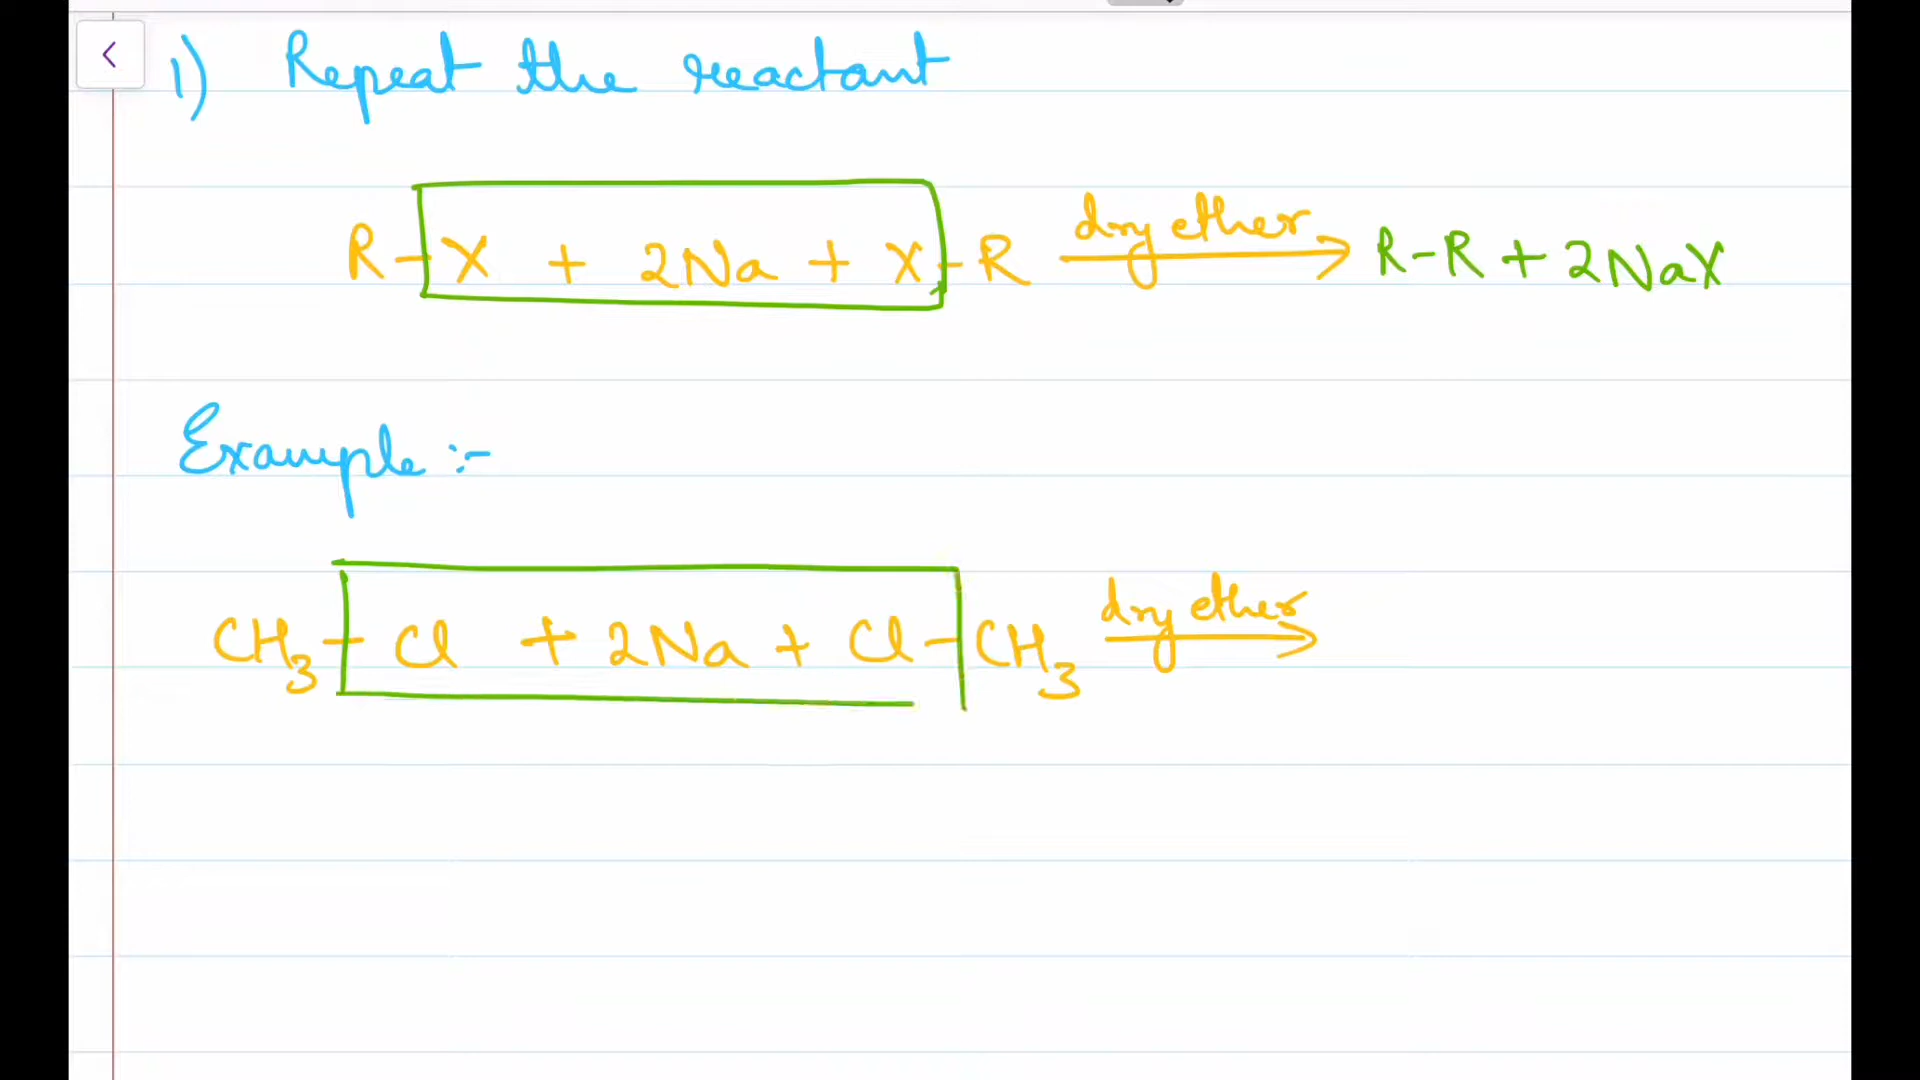 1) Repeat the reactant
R-X + 2Na + X-R dry ether → R-R + 2NaX
Example :-
CH₃-Cl + 2Na + Cl-CH₃ dry ether →